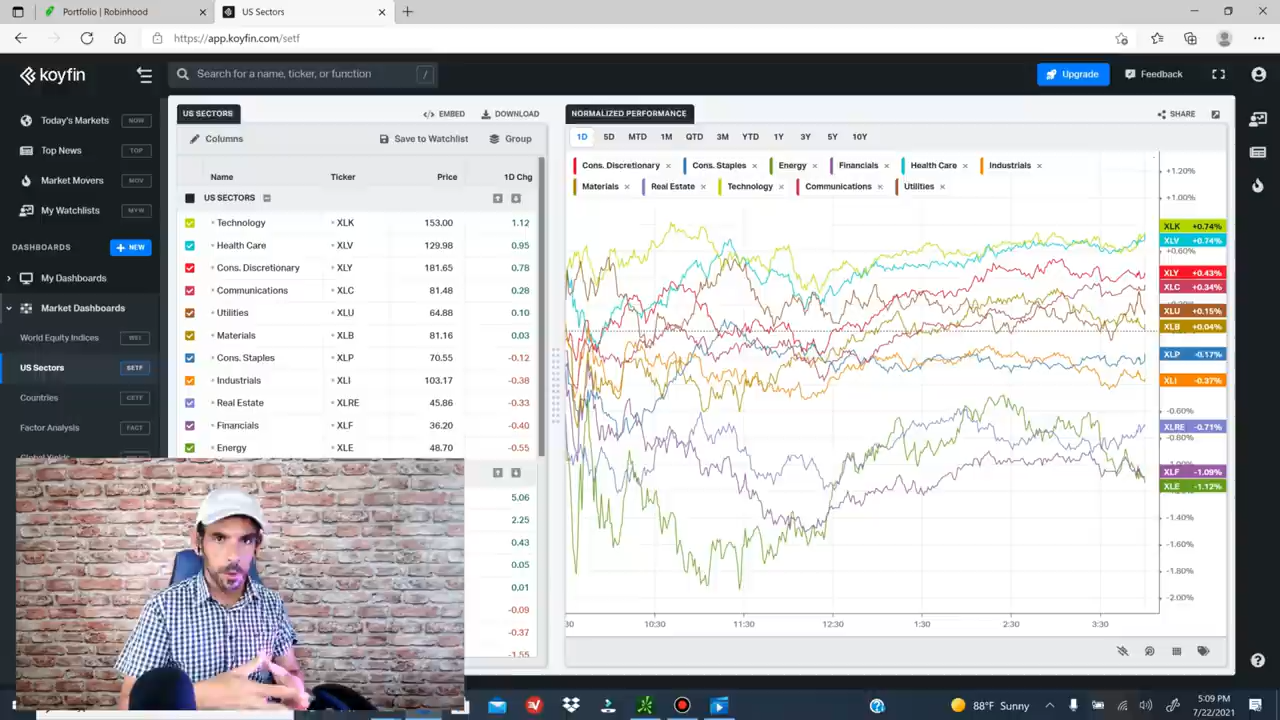 Portfolio | Robinhood
US Sectors
https://app.koyfin.com/setf
koyfin
Search for a name, ticker, or function
/
Upgrade
Feedback
Today's Markets NOW
Top News TOP
Market Movers MOV
My Watchlists MYW
DASHBOARDS + NEW
My Dashboards
Market Dashboards
World Equity Indices WEI
US Sectors SETF
Countries CETF
Factor Analysis FACT
Global Yields
US SECTORS
EMBED
DOWNLOAD
Columns
Save to Watchlist
Group
Name Ticker Price 1D Chg
US SECTORS
Technology XLK 153.00 1.12
Health Care XLV 129.98 0.95
Cons. Discretionary XLY 181.65 0.78
Communications XLC 81.48 0.28
Utilities XLU 64.88 0.10
Materials XLB 81.16 0.03
Cons. Staples XLP 70.55 -0.12
Industrials XLI 103.17 -0.38
Real Estate XLRE 45.86 -0.33
Financials XLF 36.20 -0.40
Energy XLE 48.70 -0.55
5.06
2.25
0.43
0.05
0.01
-0.09
-0.37
-1.55
NORMALIZED PERFORMANCE
SHARE
1D 5D MTD 1M QTD 3M YTD 1Y 3Y 5Y 10Y
Cons. Discretionary Cons. Staples Energy Financials Health Care Industrials
Materials Real Estate Technology Communications Utilities
+1.20%
+1.00%
XLK +0.74%
XLV +0.74%
+0.60%
XLY +0.43%
XLC +0.34%
XLU +0.15%
XLB +0.04%
XLP -0.17%
XLI -0.37%
-0.60%
XLRE -0.71%
-0.80%
XLF -1.09%
XLE -1.12%
-1.40%
-1.60%
-1.80%
-2.00%
:30 10:30 11:30 12:30 1:30 2:30 3:30
88°F Sunny
5:09 PM
7/22/2021